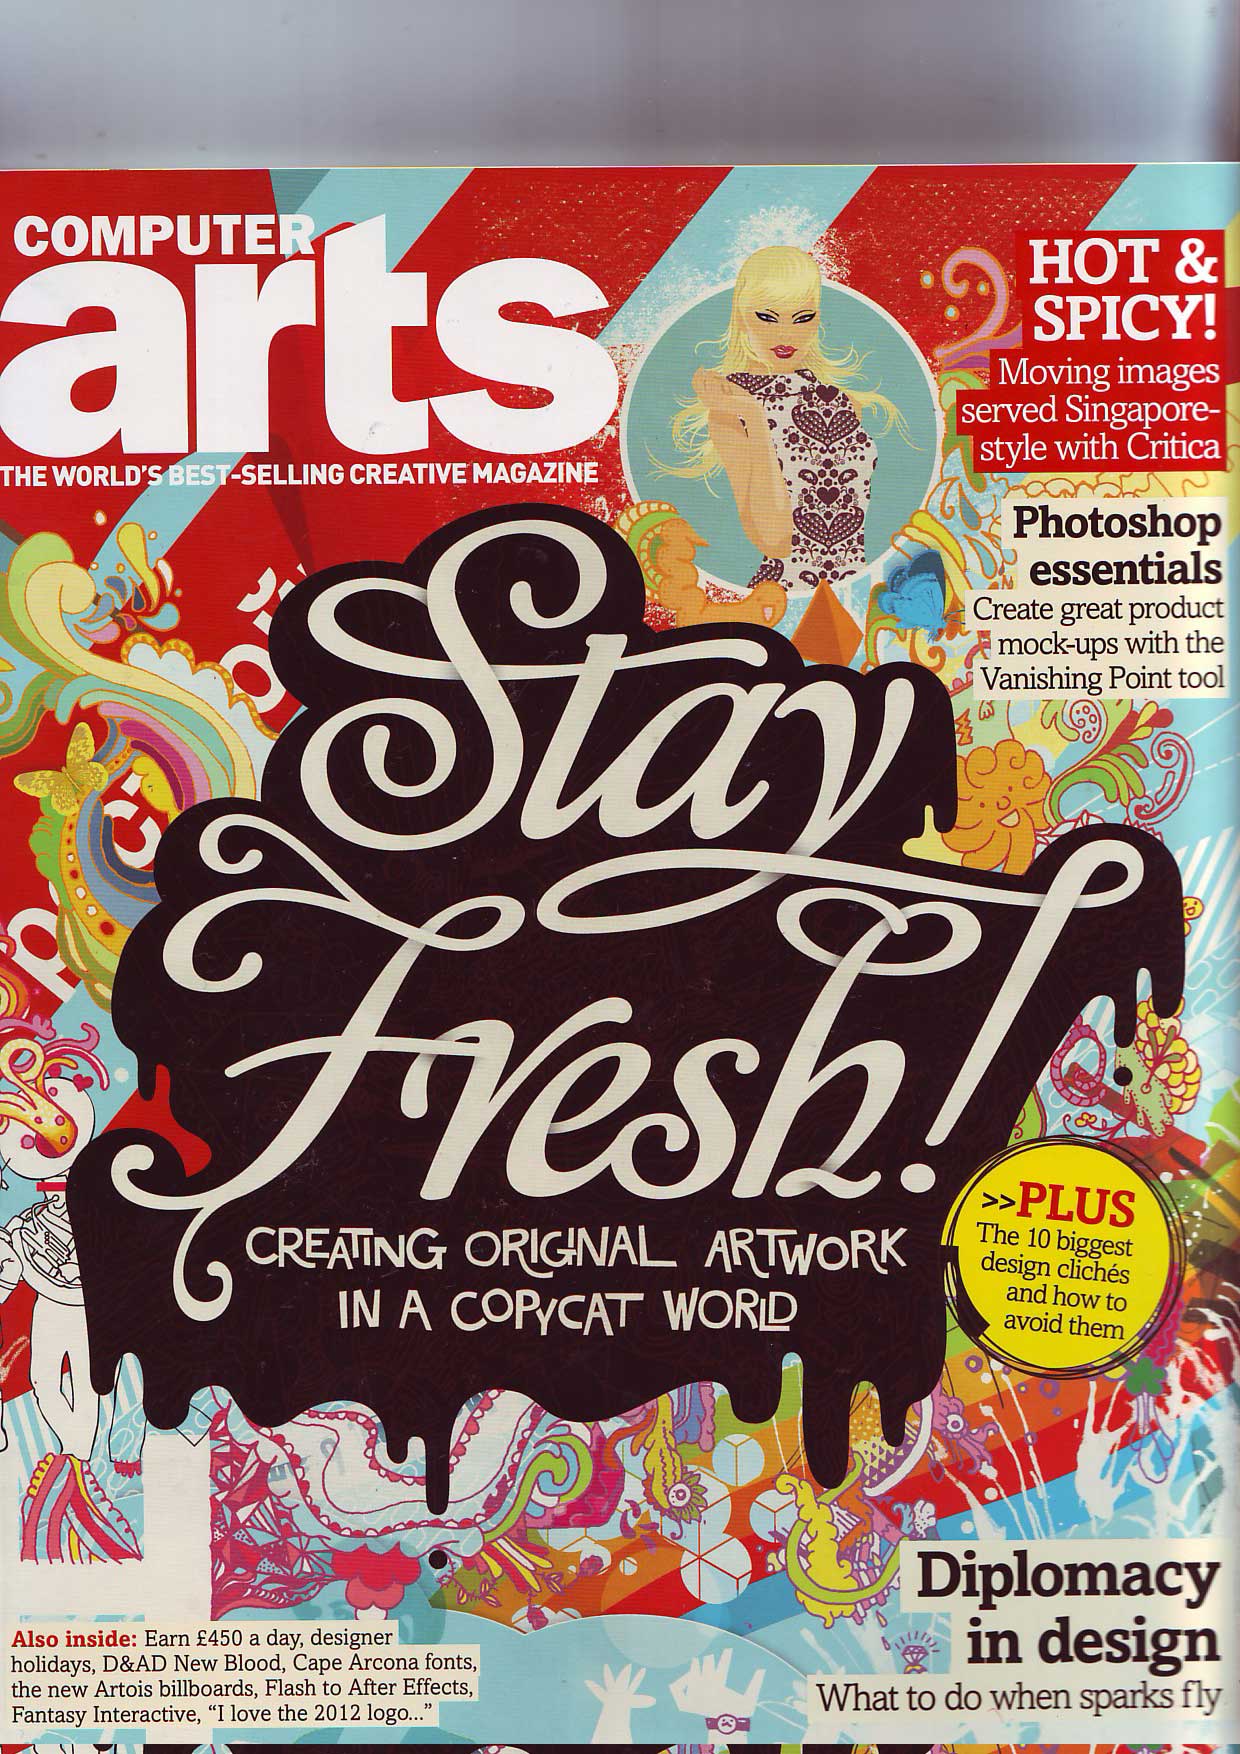 COMPUTER
arts
THE WORLD'S BEST-SELLING CREATIVE MAGAZINE
HOT &
SPICY!
Moving images
served Singapore-
style with Critica
Photoshop
essentials
Create great product
mock-ups with the
Vanishing Point tool
Stay
Fresh!
CREATING ORIGINAL ARTWORK
IN A COPYCAT WORLD
>>PLUS
The 10 biggest
design clichés
and how to
avoid them
Diplomacy
in design
What to do when sparks fly
Also inside: Earn £450 a day, designer
holidays, D&AD New Blood, Cape Arcona fonts,
the new Artois billboards, Flash to After Effects,
Fantasy Interactive, “I love the 2012 logo...”